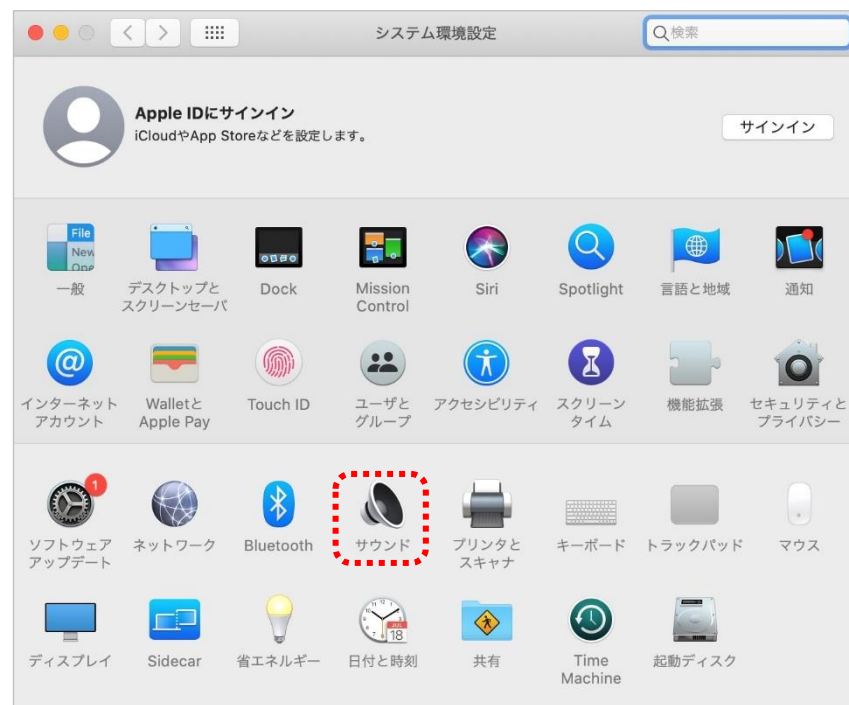 システム環境設定
検索
Apple IDにサインイン
iCloudやApp Storeなどを設定します。
サインイン
File
New
Ope
一般
デスクトップと
スクリーンセーバ
Dock
Mission
Control
Siri
Spotlight
言語と地域
通知
インターネット
アカウント
Walletと
Apple Pay
Touch ID
ユーザと
グループ
アクセシビリティ
スクリーン
タイム
機能拡張
セキュリティと
プライバシー
1
ソフトウェア
アップデート
ネットワーク
Bluetooth
サウンド
プリンタと
スキャナ
キーボード
トラックパッド
マウス
ディスプレイ
Sidecar
省エネルギー
JUL
18
日付と時刻
共有
Time
Machine
起動ディスク